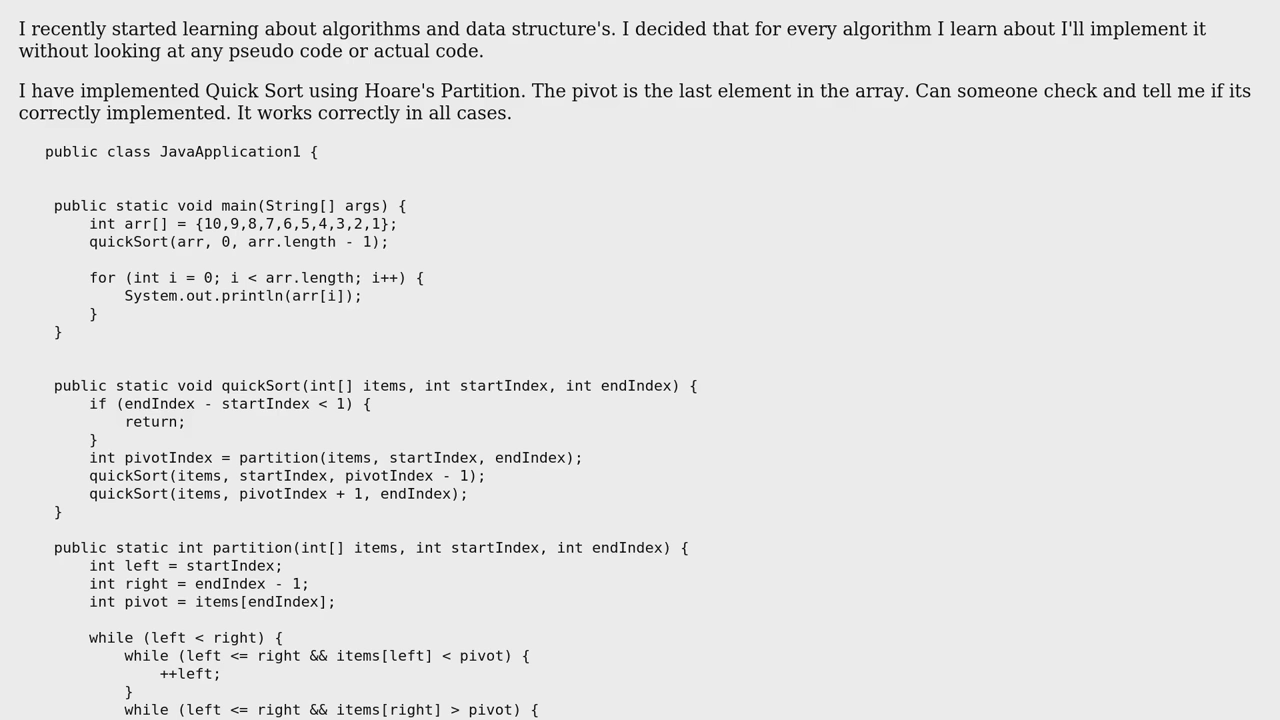 I recently started learning about algorithms and data structure's. I decided that for every algorithm I learn about I'll implement it
without looking at any pseudo code or actual code.
I have implemented Quick Sort using Hoare's Partition. The pivot is the last element in the array. Can someone check and tell me if its
correctly implemented. It works correctly in all cases.
public class JavaApplication1 {
public static void main(String[] args) {
int arr[] = {10,9,8,7,6,5,4,3,2,1};
quickSort(arr, 0, arr.length - 1);
for (int i = 0; i < arr.length; i++) {
System.out.println(arr[i]);
}
}
public static void quickSort(int[] items, int startIndex, int endIndex) {
if (endIndex - startIndex < 1) {
return;
}
int pivotIndex = partition(items, startIndex, endIndex);
quickSort(items, startIndex, pivotIndex - 1);
quickSort(items, pivotIndex + 1, endIndex);
}
public static int partition(int[] items, int startIndex, int endIndex) {
int left = startIndex;
int right = endIndex - 1;
int pivot = items[endIndex];
while (left < right) {
while (left <= right && items[left] < pivot) {
++left;
}
while (left <= right && items[right] > pivot) {